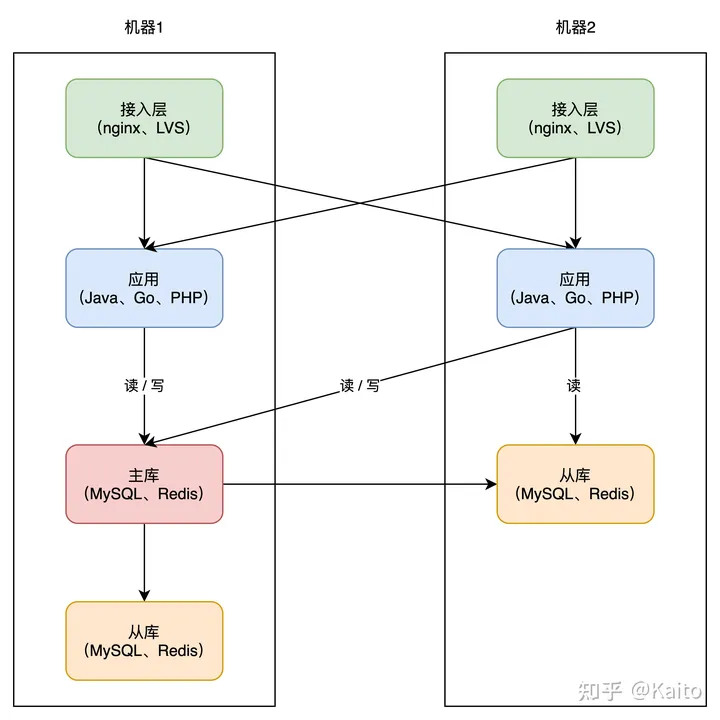 机器1
机器2
接入层
（nginx、LVS）
接入层
（nginx、LVS）
应用
（Java、Go、PHP）
应用
（Java、Go、PHP）
读 / 写
读 / 写
读
主库
（MySQL、Redis）
从库
（MySQL、Redis）
从库
（MySQL、Redis）
知乎 @Kaito